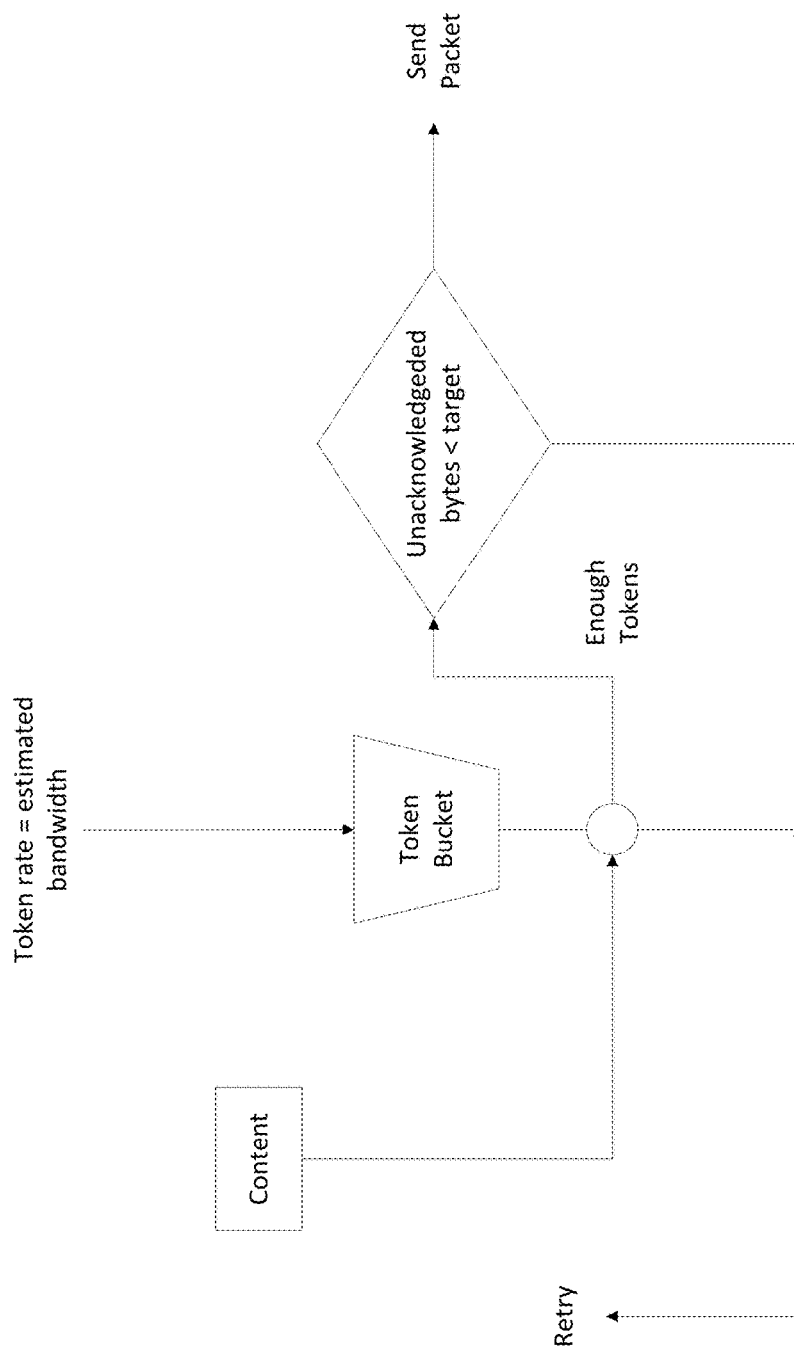 Token rate = estimated
bandwidth
Content
Token
Bucket
Enough
Tokens
Unacknowledgeded
bytes < target
Send
Packet
Retry